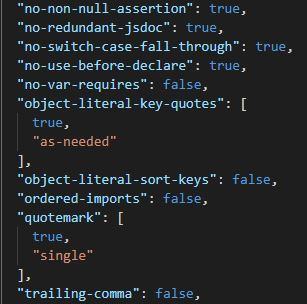 "no-non-null-assertion": true,
"no-redundant-jsdoc": true,
"no-switch-case-fall-through": true,
"no-use-before-declare": true,
"no-var-requires": false,
"object-literal-key-quotes": [
true,
"as-needed"
],
"object-literal-sort-keys": false,
"ordered-imports": false,
"quotemark": [
true,
"single"
],
"trailing-comma": false,